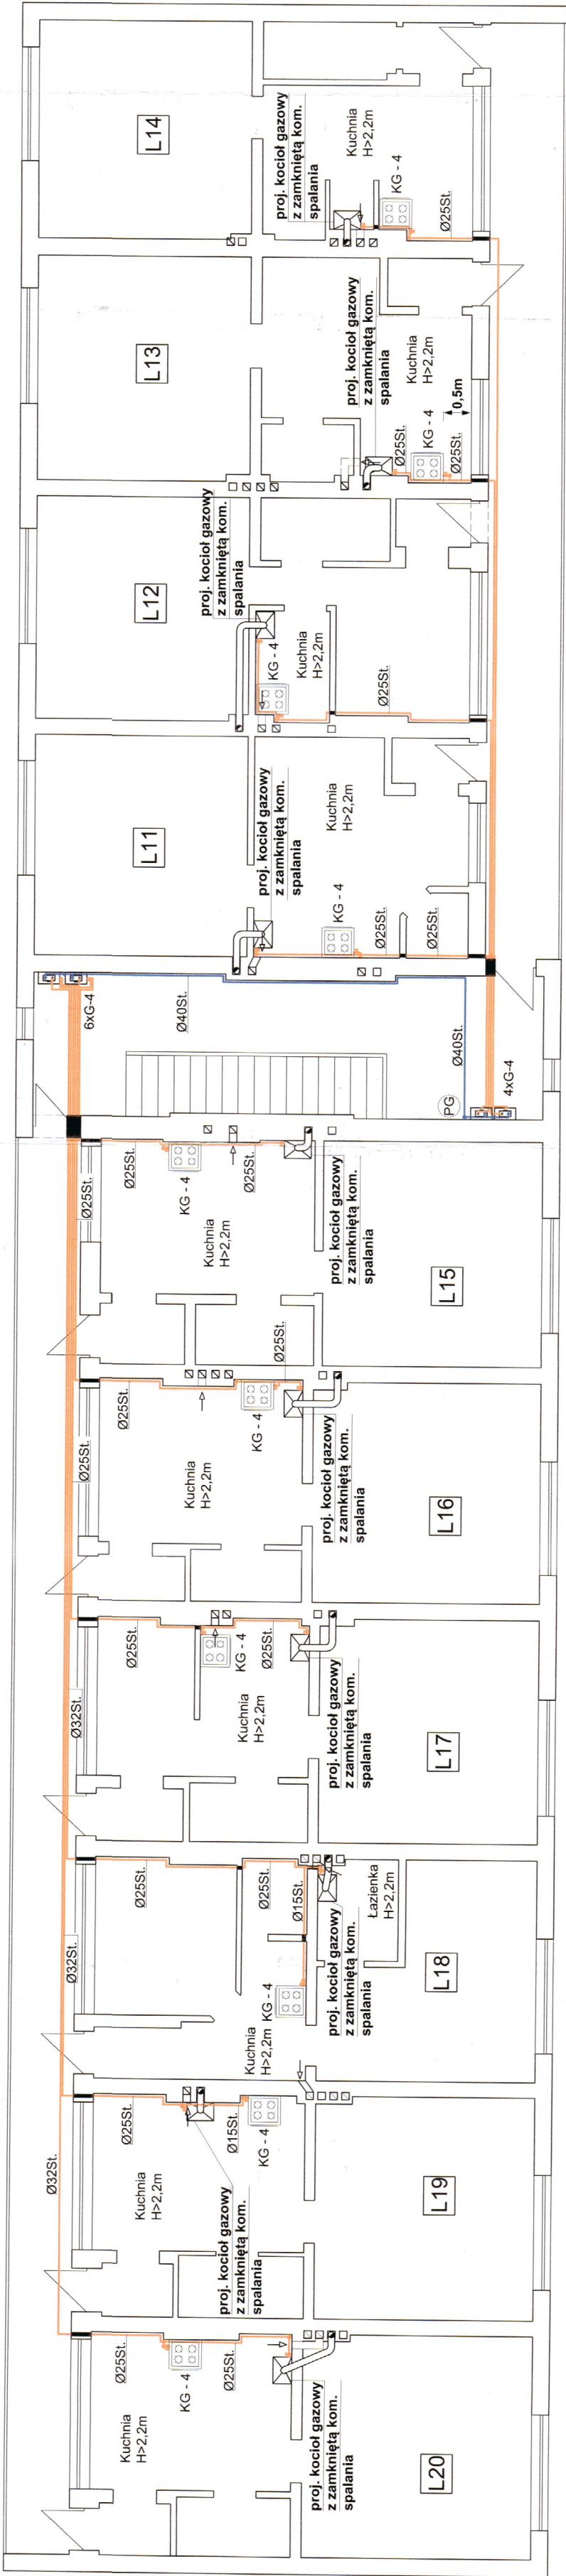 L14
proj. kocioł gazowy
z zamkniętą kom.
spalania
Kuchnia
H>2,2m
KG - 4
Ø25St.
L13
proj. kocioł gazowy
z zamkniętą kom.
spalania
Kuchnia
H>2,2m
Ø25St.
KG - 4
Ø25St.
0,5m
L12
proj. kocioł gazowy
z zamkniętą kom.
spalania
KG - 4
Kuchnia
H>2,2m
Ø25St.
L11
proj. kocioł gazowy
z zamkniętą kom.
spalania
Kuchnia
H>2,2m
KG - 4
Ø25St.
Ø25St.
6xG-4
Ø40St.
Ø40St.
PG
4xG-4
Ø25St.
Ø25St.
KG - 4
Ø25St.
Kuchnia
H>2,2m
proj. kocioł gazowy
z zamkniętą kom.
spalania
L15
Ø25St.
Ø25St.
Ø25St.
KG - 4
Kuchnia
H>2,2m
proj. kocioł gazowy
z zamkniętą kom.
spalania
L16
Ø32St.
Ø25St.
KG - 4
Ø25St.
Kuchnia
H>2,2m
proj. kocioł gazowy
z zamkniętą kom.
spalania
L17
Ø32St.
Ø25St.
Ø25St.
Ø15St.
KG - 4
Kuchnia
H>2,2m
proj. kocioł gazowy
z zamkniętą kom.
spalania
Łazienka
H>2,2m
L18
Ø32St.
Ø25St.
Ø15St.
KG - 4
Kuchnia
H>2,2m
proj. kocioł gazowy
z zamkniętą kom.
spalania
L19
Ø25St.
KG - 4
Ø25St.
Kuchnia
H>2,2m
proj. kocioł gazowy
z zamkniętą kom.
spalania
L20